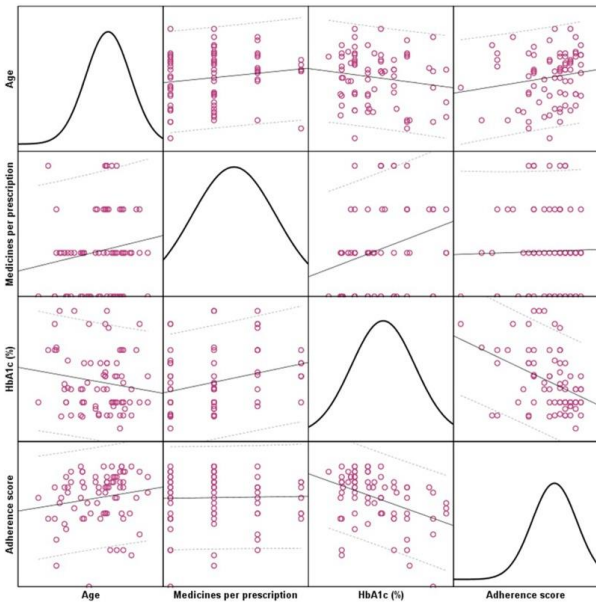 Age
Medicines per prescription
HbA1c (%)
Adherence score
Age
Medicines per prescription
HbA1c (%)
Adherence score